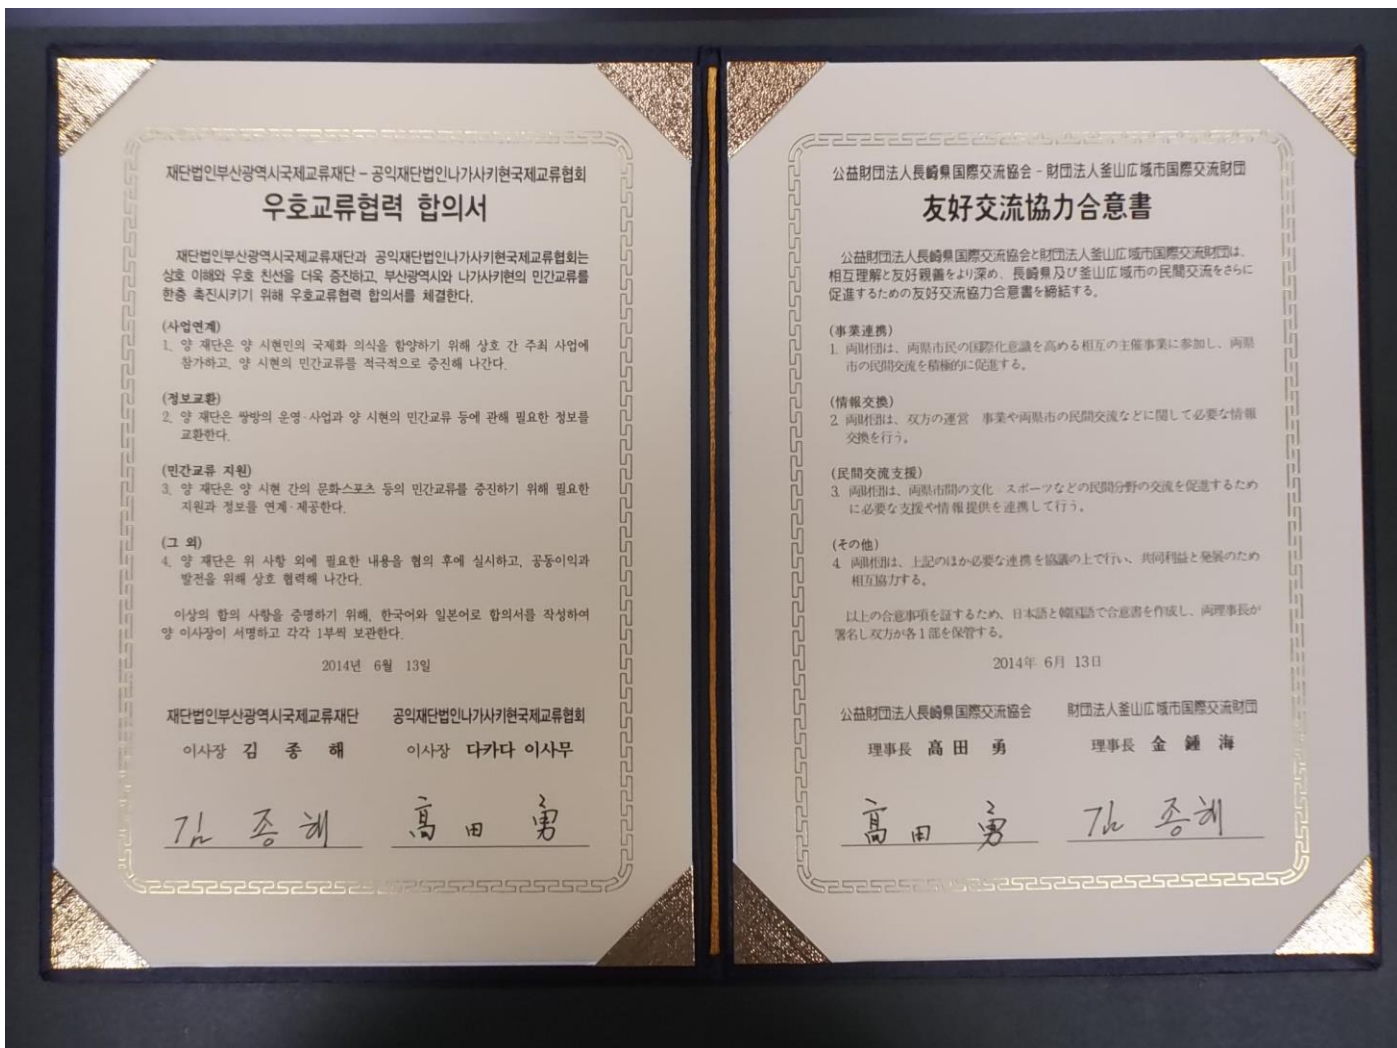 재단법인부산광역시국제교류재단 - 공익재단법인나가사키현국제교류협회
우호교류협력 합의서
재단법인부산광역시국제교류재단과 공익재단법인나가사키현국제교류협회는
상호 이해와 우호 친선을 더욱 증진하고, 부산광역시와 나가사키현의 민간교류를
한층 촉진시키기 위해 우호교류협력 합의서를 체결한다.
(사업연계)
1. 양 재단은 양 시현민의 국제화 의식을 함양하기 위해 상호 간 주최 사업에
참가하고, 양 시현의 민간교류를 적극적으로 증진해 나간다.
(정보교환)
2. 양 재단은 쌍방의 운영·사업과 양 시현의 민간교류 등에 관해 필요한 정보를
교환한다.
(민간교류 지원)
3. 양 재단은 양 시현 간의 문화스포츠 등의 민간교류를 증진하기 위해 필요한
지원과 정보를 연계·제공한다.
(그 외)
4. 양 재단은 위 사항 외에 필요한 내용을 협의 후에 실시하고, 공동이익과
발전을 위해 상호 협력해 나간다.
이상의 합의 사항을 증명하기 위해, 한국어와 일본어로 합의서를 작성하여
양 이사장이 서명하고 각각 1부씩 보관한다.
2014년 6월 13일
재단법인부산광역시국제교류재단 공익재단법인나가사키현국제교류협회
이사장 김 종 해 이사장 다카다 이사무
김 종 해 髙 田 勇
公益財団法人長崎県国際交流協会 - 財団法人釜山広域市国際交流財団
友好交流協力合意書
公益財団法人長崎県国際交流協会と財団法人釜山広域市国際交流財団は、
相互理解と友好親善をより深め、長崎県及び釜山広域市の民間交流をさらに
促進するための友好交流協力合意書を締結する。
(事業連携)
1. 両財団は、両県市民の国際化意識を高める相互の主催事業に参加し、両県
市の民間交流を積極的に促進する。
(情報交換)
2. 両財団は、双方の運営 事業や両県市の民間交流などに関して必要な情報
交換を行う。
(民間交流支援)
3. 両財団は、両県市間の文化 スポーツなどの民間分野の交流を促進するため
に必要な支援や情報提供を連携して行う。
(その他)
4. 両財団は、上記のほか必要な連携を協議の上で行い、共同利益と発展のため
相互協力する。
以上の合意事項を証するため、日本語と韓国語で合意書を作成し、両理事長が
署名し双方が各1部を保管する。
2014年 6月 13日
公益財団法人長崎県国際交流協会 財団法人釜山広域市国際交流財団
理事長 髙 田 勇 理事長 金 鍾 海
髙 田 勇 김 종 해